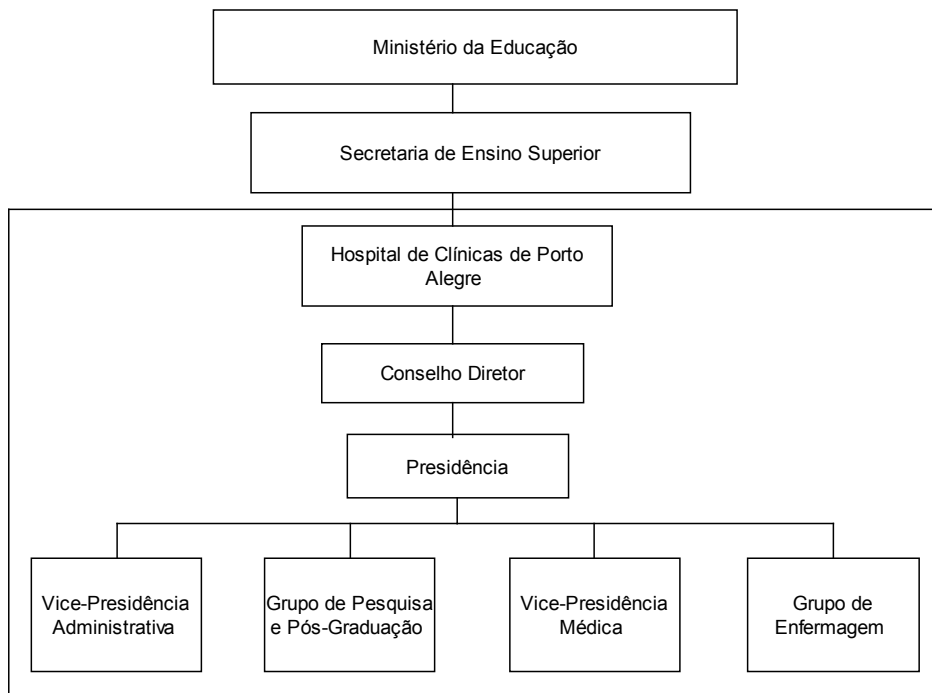 Ministério da Educação
Secretaria de Ensino Superior
Hospital de Clínicas de Porto
Alegre
Conselho Diretor
Presidência
Vice-Presidência
Administrativa
Grupo de Pesquisa
e Pós-Graduação
Vice-Presidência
Médica
Grupo de
Enfermagem